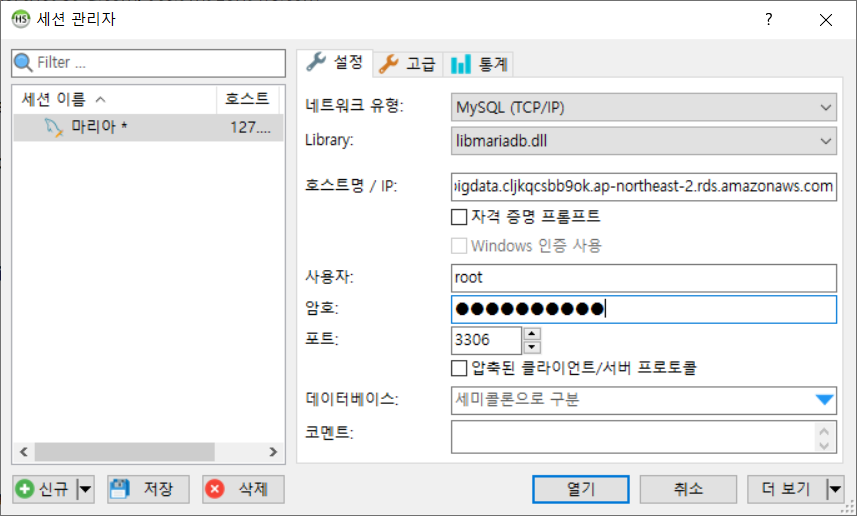 HS 세션 관리자
Filter ...
세션 이름 호스트
마리아 * 127....
설정 고급 통계
네트워크 유형: MySQL (TCP/IP)
Library: libmariadb.dll
호스트명 / IP: bigdata.cljkqcsbb9ok.ap-northeast-2.rds.amazonaws.com
자격 증명 프롬프트
Windows 인증 사용
사용자: root
암호: ●●●●●●●●●●
포트: 3306
압축된 클라이언트/서버 프로토콜
데이터베이스: 세미콜론으로 구분
코멘트:
신규 저장 삭제 열기 취소 더 보기